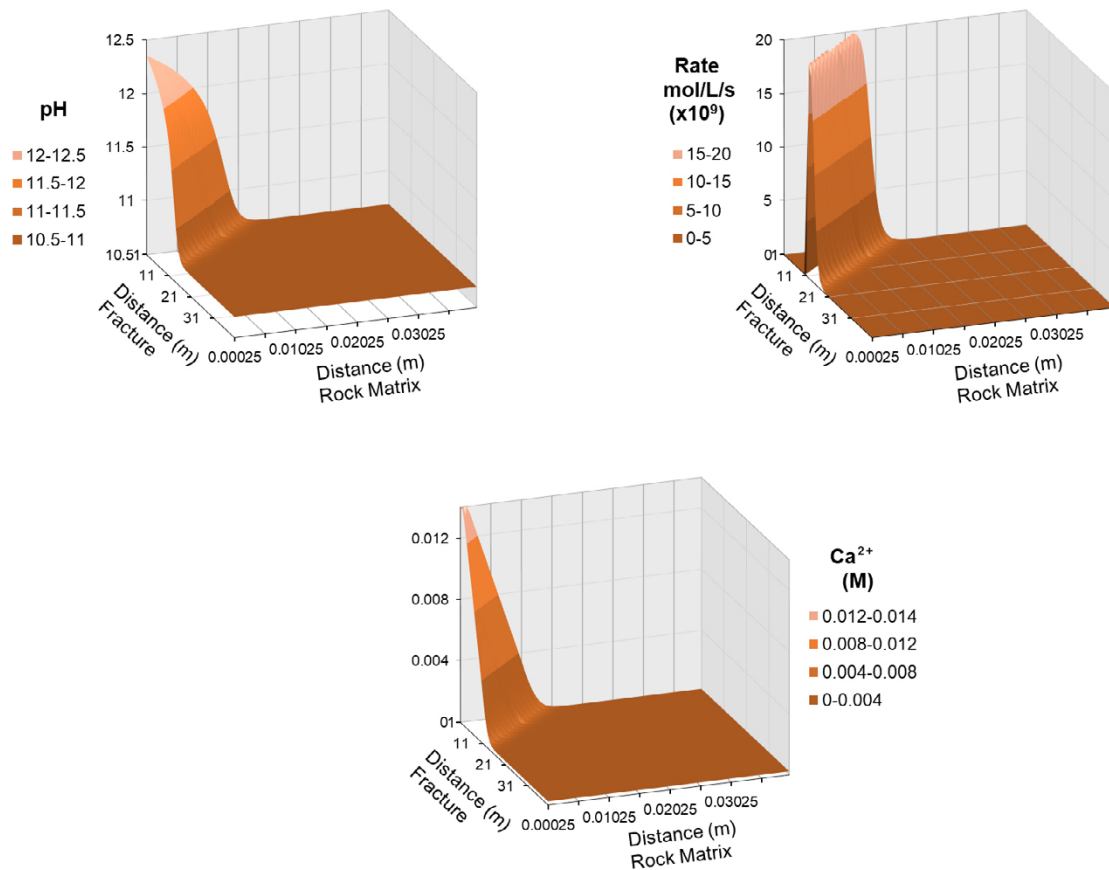 pH
12-12.5
11.5-12
11-11.5
10.5-11
12.5
12
11.5
11
10.51
11
21
31
Distance (m)
Fracture
0.00025
0.01025
0.02025
0.03025
Distance (m)
Rock Matrix
Rate
mol/L/s
(x10⁹)
15-20
10-15
5-10
0-5
20
15
10
5
01
11
21
31
Distance (m)
Fracture
0.00025
0.01025
0.02025
0.03025
Distance (m)
Rock Matrix
0.012
0.008
0.004
01
11
21
31
Distance (m)
Fracture
0.00025
0.01025
0.02025
0.03025
Distance (m)
Rock Matrix
Ca²⁺
(M)
0.012-0.014
0.008-0.012
0.004-0.008
0-0.004